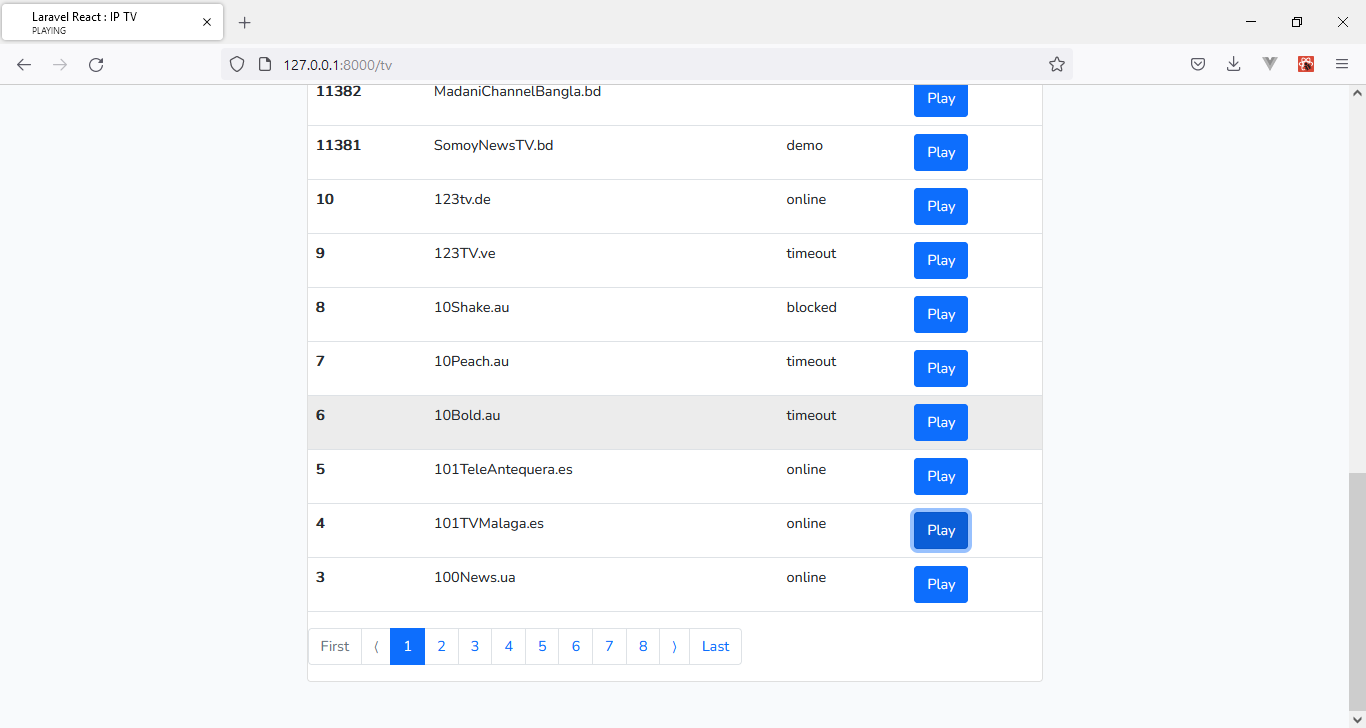 Laravel React : IP TV
PLAYING
127.0.0.1:8000/tv
11382 MadaniChannelBangla.bd Play
11381 SomoyNewsTV.bd demo Play
10 123tv.de online Play
9 123TV.ve timeout Play
8 10Shake.au blocked Play
7 10Peach.au timeout Play
6 10Bold.au timeout Play
5 101TeleAntequera.es online Play
4 101TVMalaga.es online Play
3 100News.ua online Play
First ⟨ 1 2 3 4 5 6 7 8 ⟩ Last